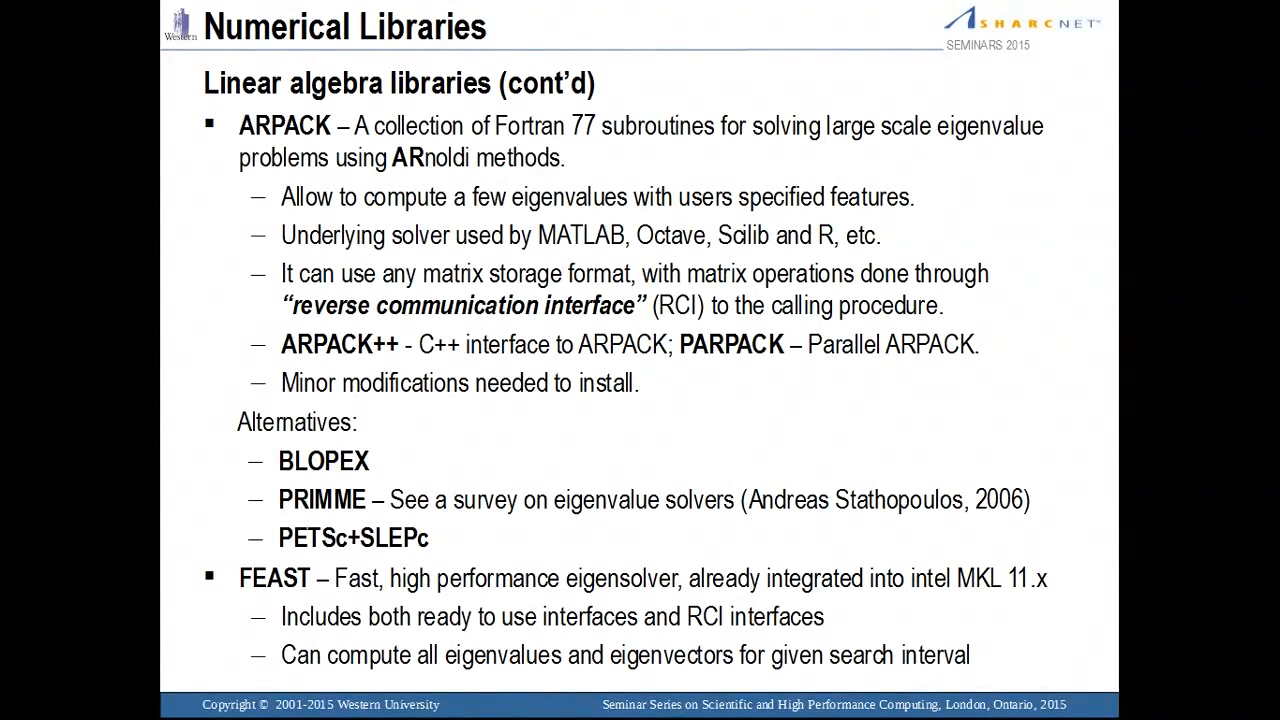 Western
Numerical Libraries
SHARCNET™
SEMINARS 2015
Linear algebra libraries (cont’d)
▪ ARPACK – A collection of Fortran 77 subroutines for solving large scale eigenvalue
problems using ARnoldi methods.
– Allow to compute a few eigenvalues with users specified features.
– Underlying solver used by MATLAB, Octave, Scilib and R, etc.
– It can use any matrix storage format, with matrix operations done through
“reverse communication interface” (RCI) to the calling procedure.
– ARPACK++ - C++ interface to ARPACK; PARPACK – Parallel ARPACK.
– Minor modifications needed to install.
Alternatives:
– BLOPEX
– PRIMME – See a survey on eigenvalue solvers (Andreas Stathopoulos, 2006)
– PETSc+SLEPc
▪ FEAST – Fast, high performance eigensolver, already integrated into intel MKL 11.x
– Includes both ready to use interfaces and RCI interfaces
– Can compute all eigenvalues and eigenvectors for given search interval
Copyright © 2001-2015 Western University
Seminar Series on Scientific and High Performance Computing, London, Ontario, 2015